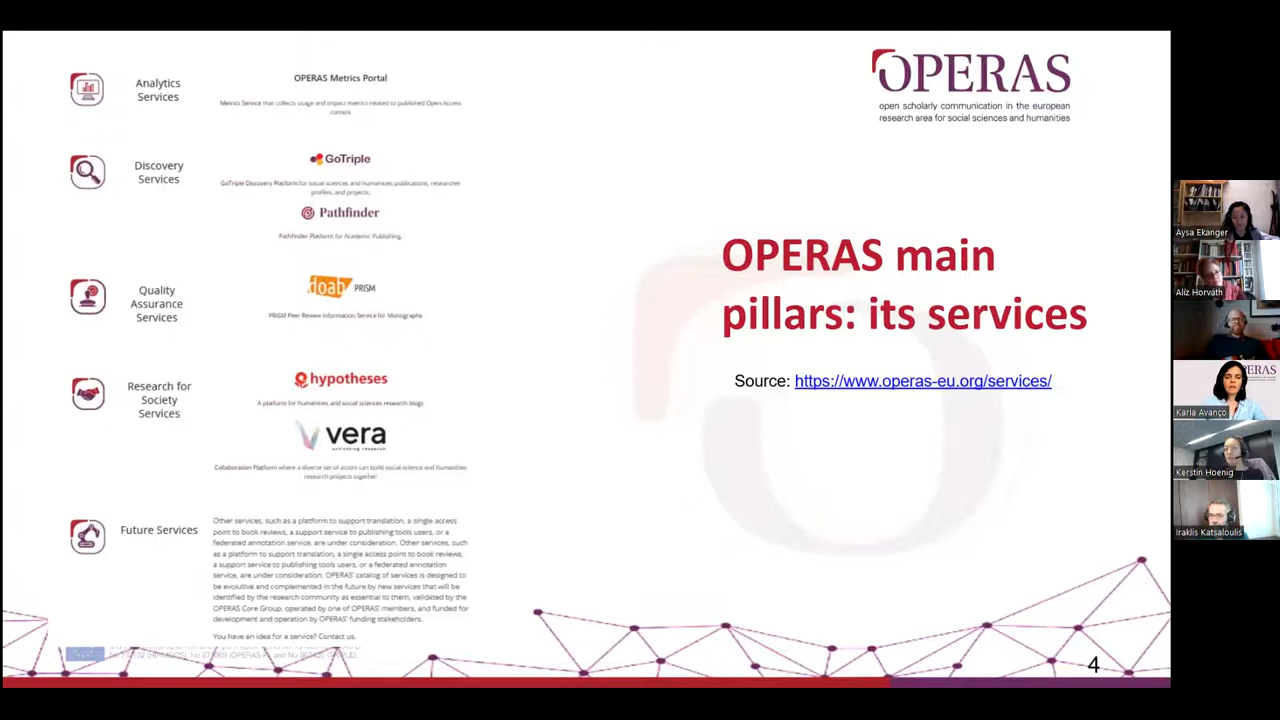 Analytics
Services
OPERAS Metrics Portal
Metrics Service that collects usage and impact metrics related to published Open Access
content
Discovery
Services
GoTriple
GoTriple Discovery Platform for social sciences and humanities publications, researcher
profiles, and projects.
Pathfinder
Pathfinder Platform for Academic Publishing.
Quality
Assurance
Services
doab PRISM
PRISM Peer Review Information Service for Monographs
Research for
Society
Services
hypotheses
A platform for humanities and social sciences research blogs
vera
activating research
Collaboration Platform where a diverse set of actors can build social science and humanities
research projects together
Future Services
Other services, such as a platform to support translation, a single access
point to book reviews, a support service to publishing tools users, or a
federated annotation service, are under consideration. Other services, such
as a platform to support translation, a single access point to book reviews,
a support service to publishing tools users, or a federated annotation
service, are under consideration. OPERAS' catalog of services is designed to
be evolutive and complemented in the future by new services that will be
identified by the research community as essential to them, validated by the
OPERAS Core Group, operated by one of OPERAS' members, and funded for
development and operation by OPERAS' funding stakeholders.
You have an idea for a service? Contact us.
OPERAS
open scholarly communication in the european
research area for social sciences and humanities
OPERAS main
pillars: its services
Source: https://www.operas-eu.org/services/
4
Aysa Ekanger
Alíz Horváth
Karla Avanço
Kerstin Hoenig
Iraklis Katsaloulis